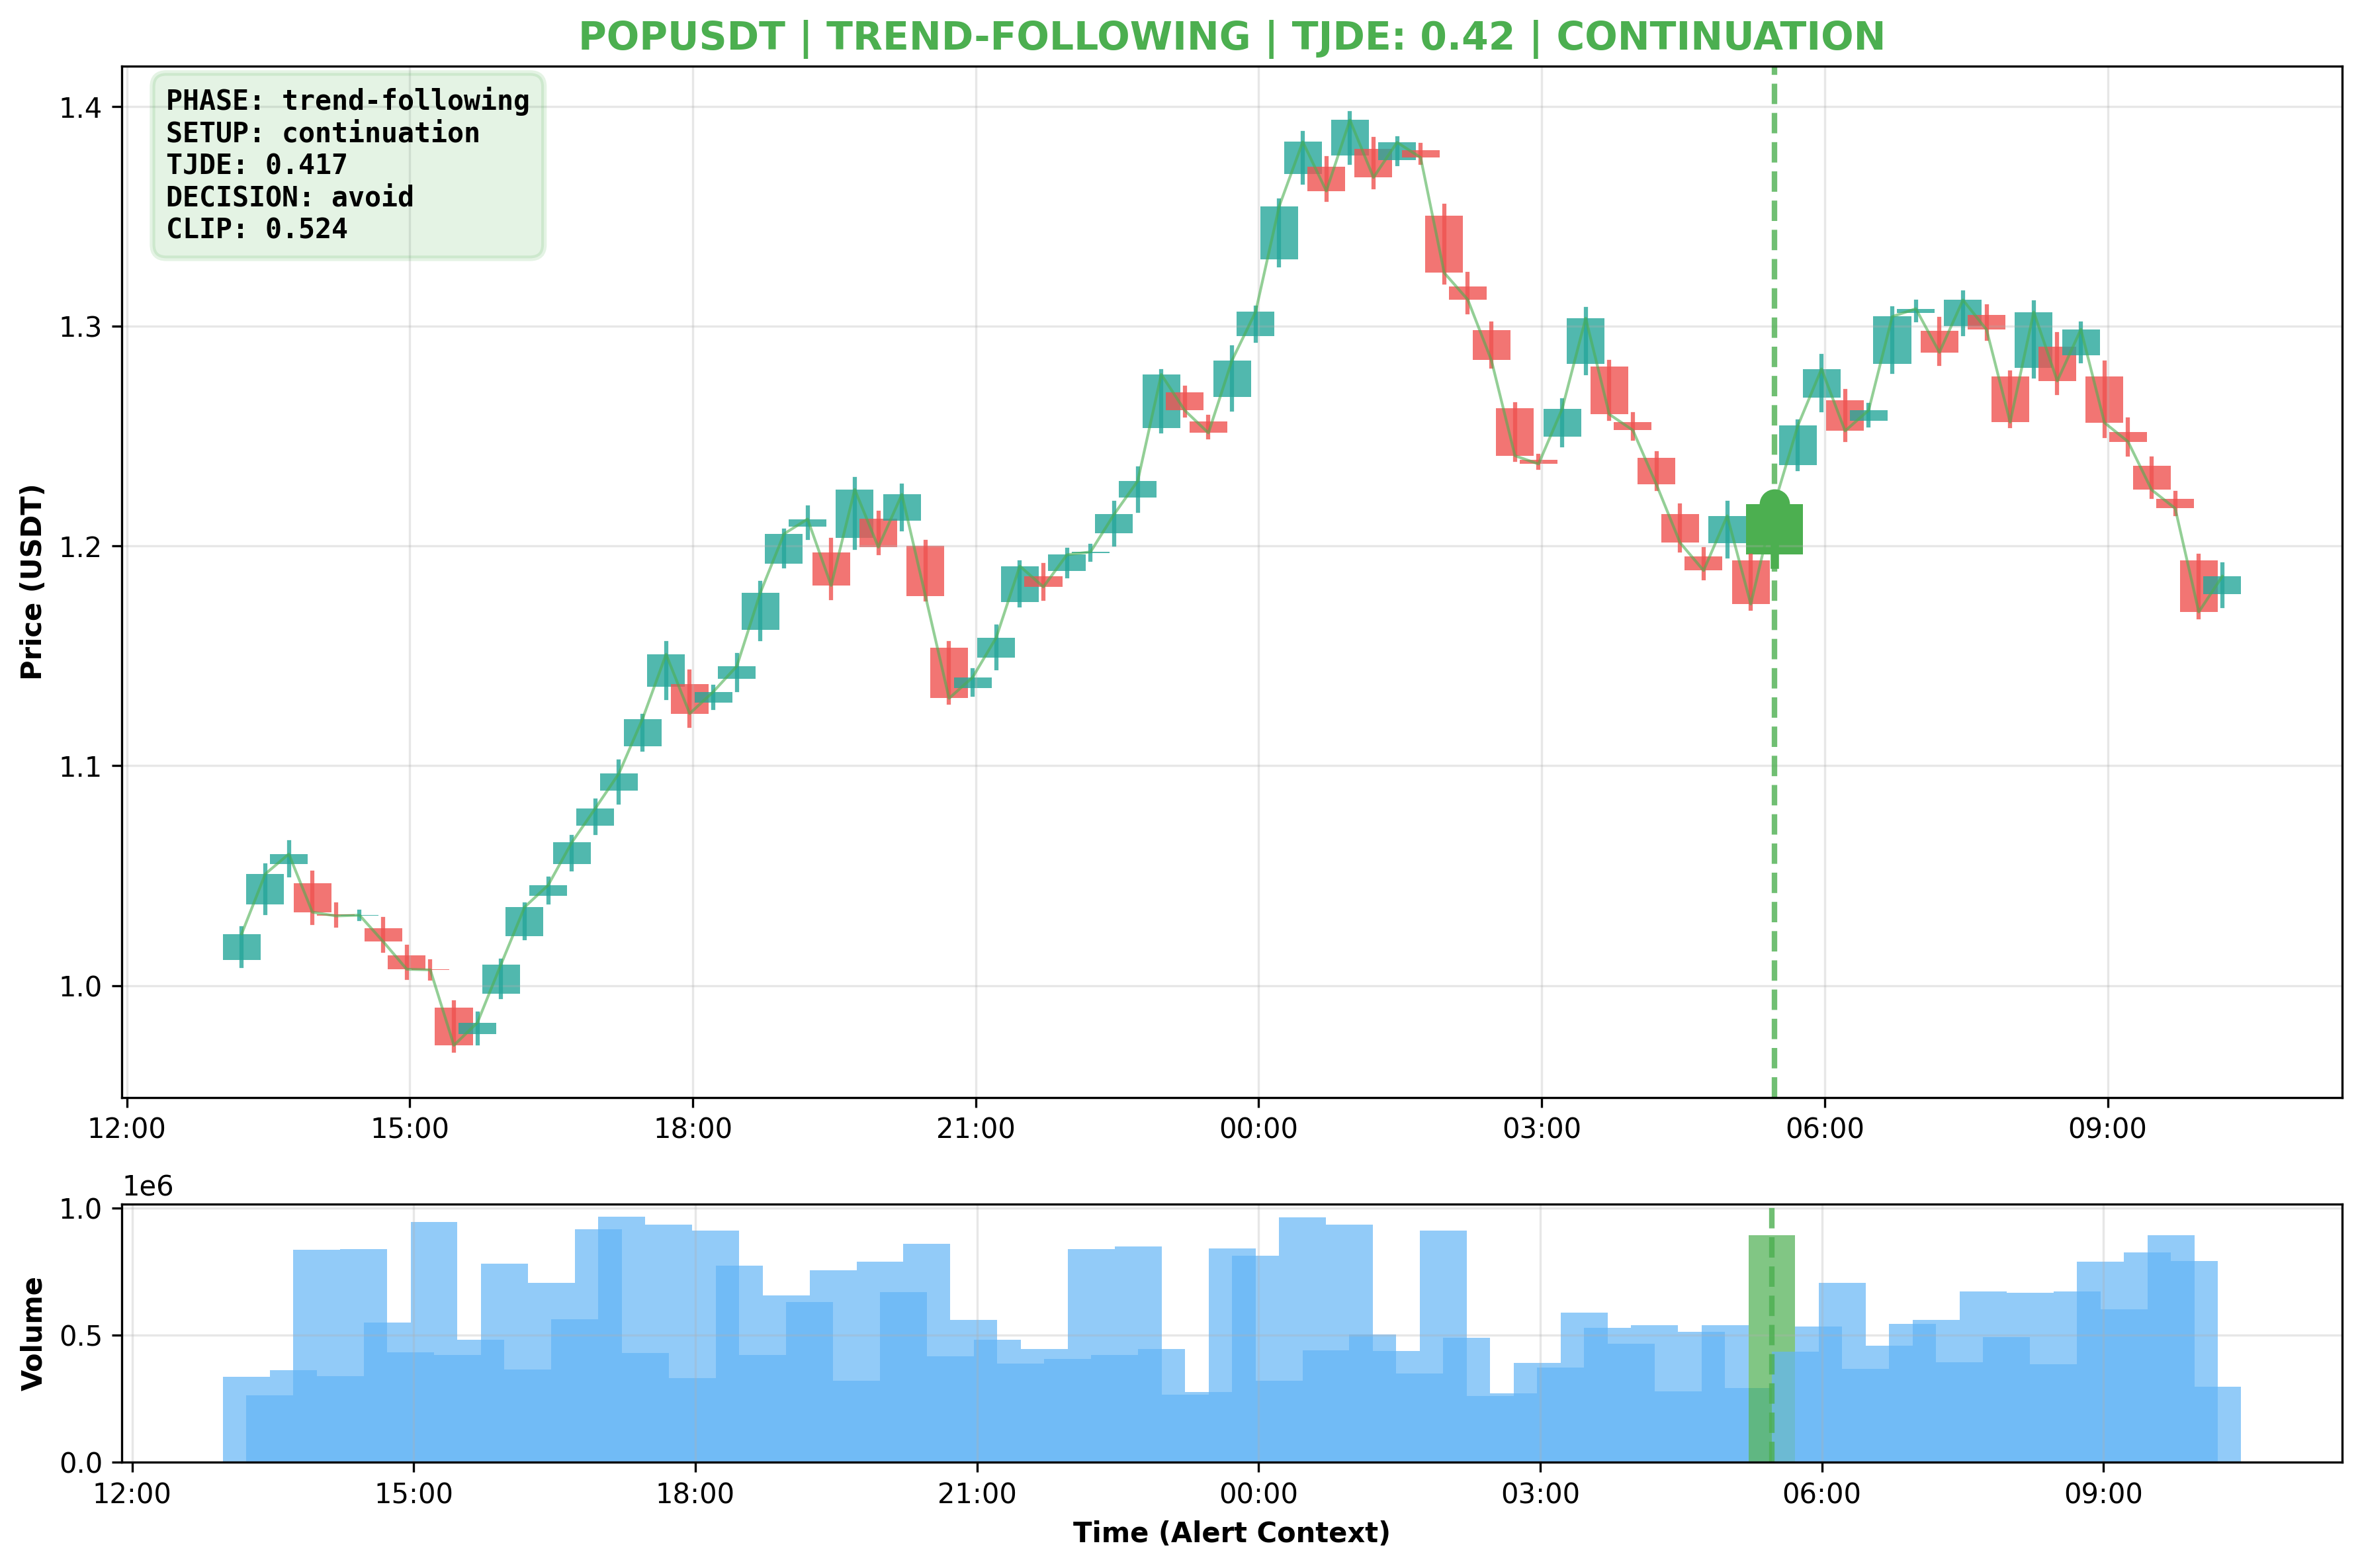 POPUSDT | TREND-FOLLOWING | TJDE: 0.42 | CONTINUATION
PHASE: trend-following
SETUP: continuation
TJDE: 0.417
DECISION: avoid
CLIP: 0.524
Price (USDT)
1.4
1.3
1.2
1.1
1.0
12:00 15:00 18:00 21:00 00:00 03:00 06:00 09:00
1e6
Volume
1.0
0.5
0.0
12:00 15:00 18:00 21:00 00:00 03:00 06:00 09:00
Time (Alert Context)